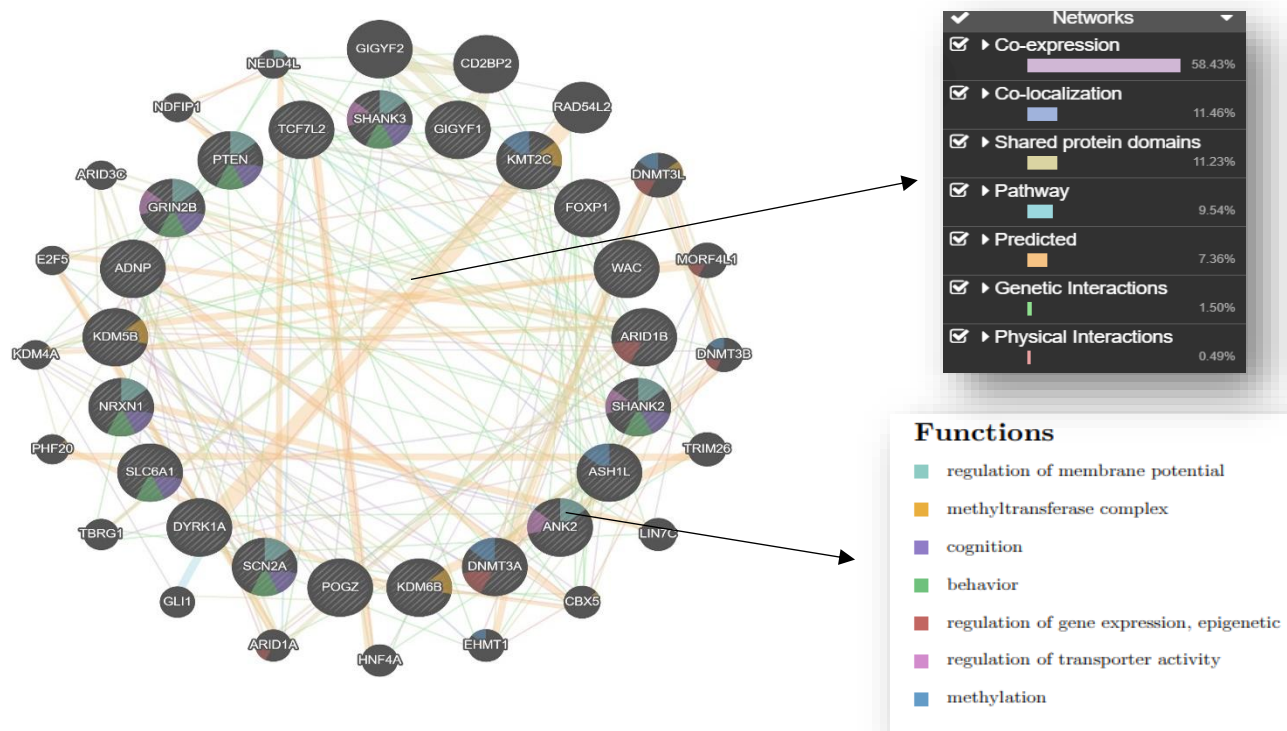 GIGYF2
CD2BP2
NEDD4L
RAD54L2
NDFIP1
SHANK3
TCF7L2
GIGYF1
PTEN
KMT2C
ARID3C
DNMT3L
GRIN2B
FOXP1
E2F5
ADNP
WAC
MORF4L1
KDM5B
ARID1B
KDM4A
DNMT3B
NRXN1
SHANK2
PHF20
TRIM26
SLC6A1
ASH1L
TBRG1
DYRK1A
ANK2
LIN7C
SCN2A
DNMT3A
POGZ
KDM6B
GLI1
CBX5
ARID1A
EHMT1
HNF4A
Networks
Co-expression
58.43%
Co-localization
11.46%
Shared protein domains
11.23%
Pathway
9.54%
Predicted
7.36%
Genetic Interactions
1.50%
Physical Interactions
0.49%
Functions
regulation of membrane potential
methyltransferase complex
cognition
behavior
regulation of gene expression, epigenetic
regulation of transporter activity
methylation